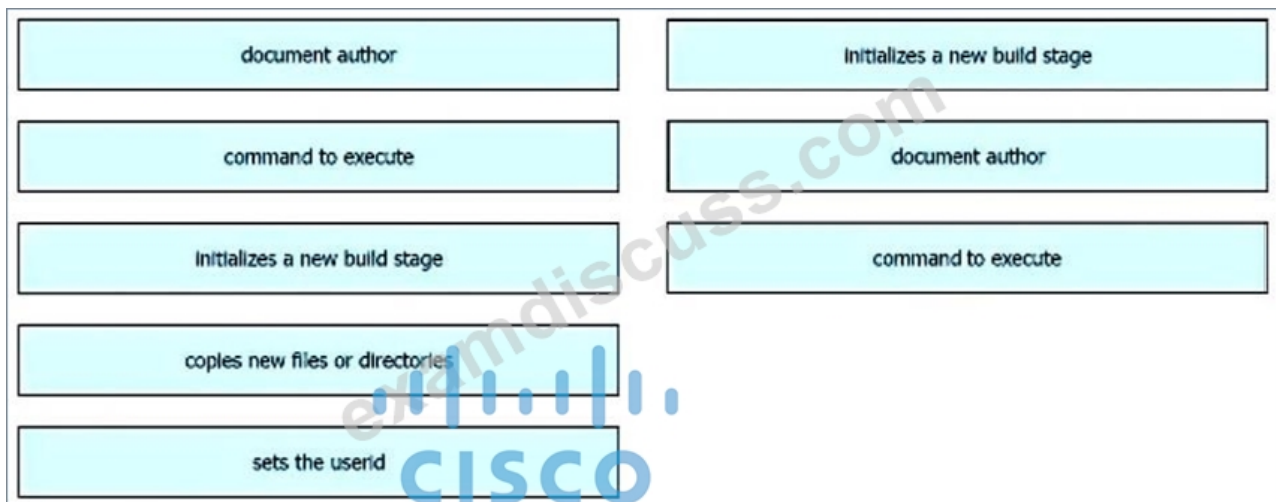 document author
command to execute
initializes a new build stage
copies new files or directories
sets the userid
initializes a new build stage
document author
command to execute
examdiscuss.com
CISCO